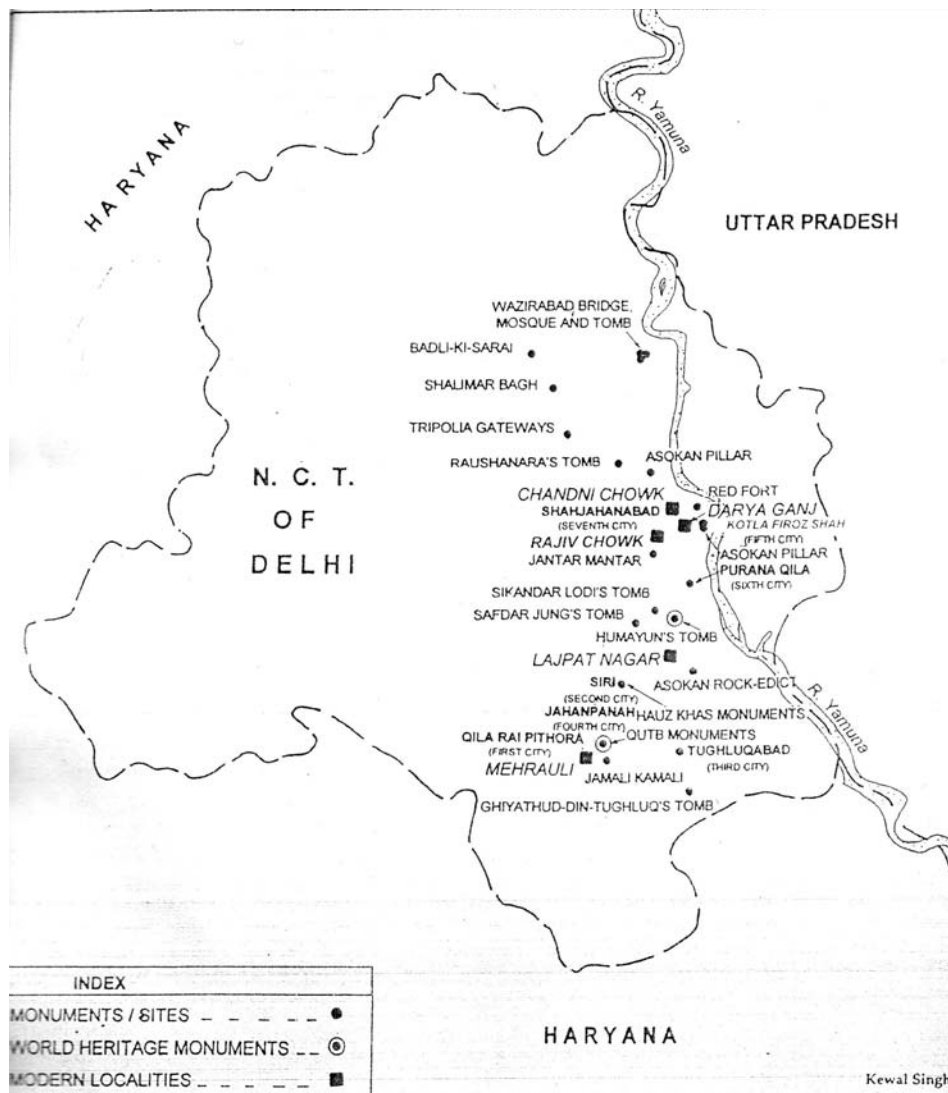 HARYANA
R. Yamuna
UTTAR PRADESH
WAZIRABAD BRIDGE,
MOSQUE AND TOMB
BADLI-KI-SARAI
SHALIMAR BAGH
TRIPOLIA GATEWAYS
RAUSHANARA'S TOMB
ASOKAN PILLAR
N. C. T.
OF
DELHI
CHANDNI CHOWK
RED FORT
SHAHJAHANABAD
(SEVENTH CITY)
DARYA GANJ
KOTLA FIROZ SHAH
(FIFTH CITY)
RAJIV CHOWK
ASOKAN PILLAR
JANTAR MANTAR
PURANA QILA
(SIXTH CITY)
SIKANDAR LODI'S TOMB
SAFDAR JUNG'S TOMB
HUMAYUN'S TOMB
LAJPAT NAGAR
ASOKAN ROCK-EDICT
SIRI
(SECOND CITY)
JAHANPANAH
(FOURTH CITY)
HAUZ KHAS MONUMENTS
R. Yamuna
QILA RAI PITHORA
(FIRST CITY)
QUTB MONUMENTS
TUGHLUQABAD
(THIRD CITY)
MEHRAULI
JAMALI KAMALI
GHIYATHUD-DIN-TUGHLUQ'S TOMB
INDEX
MONUMENTS / SITES
WORLD HERITAGE MONUMENTS
MODERN LOCALITIES
HARYANA
Kewal Singh